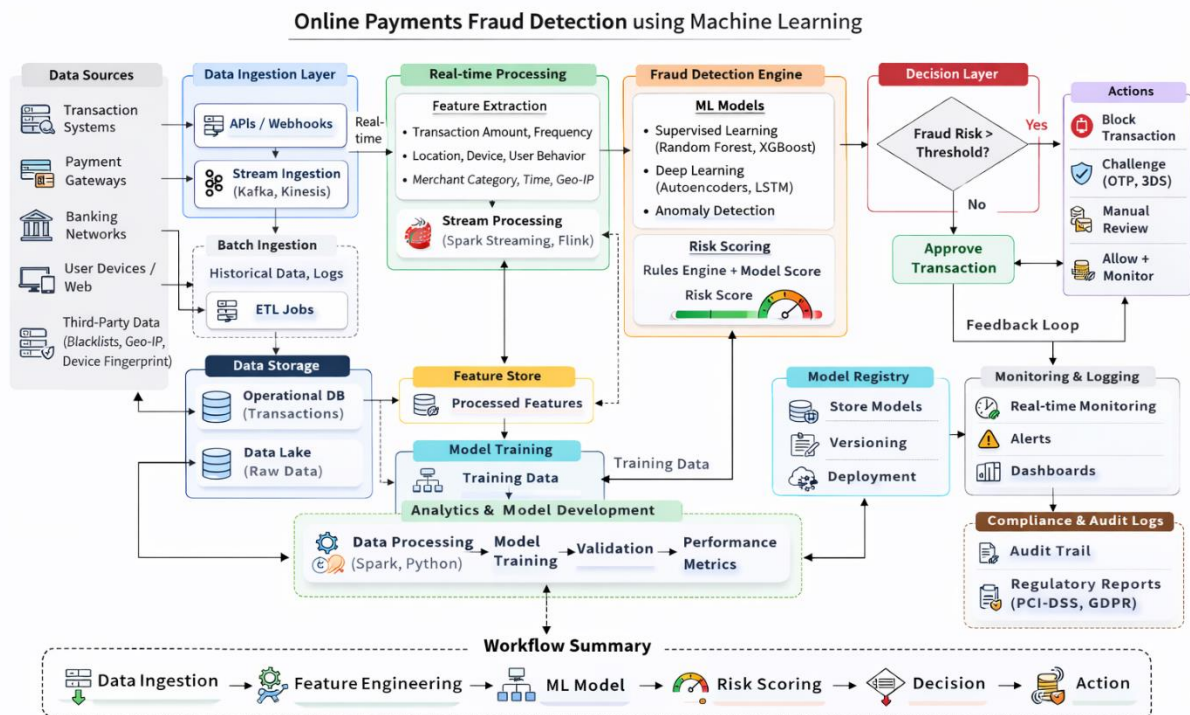 Online Payments Fraud Detection using Machine Learning
Data Sources
Transaction
Systems
Payment
Gateways
Banking
Networks
User Devices /
Web
Third-Party Data
(Blacklists, Geo-IP,
Device Fingerprint)
Data Ingestion Layer
APIs / Webhooks
Stream Ingestion
(Kafka, Kinesis)
Batch Ingestion
Historical Data, Logs
ETL Jobs
Real-
time
Real-time Processing
Feature Extraction
• Transaction Amount, Frequency
• Location, Device, User Behavior
• Merchant Category, Time, Geo-IP
Stream Processing
(Spark Streaming, Flink)
Fraud Detection Engine
ML Models
• Supervised Learning
(Random Forest, XGBoost)
• Deep Learning
(Autoencoders, LSTM)
• Anomaly Detection
Risk Scoring
Rules Engine + Model Score
Risk Score
Decision Layer
Fraud Risk >
Threshold?
Yes
No
Approve
Transaction
Actions
Block
Transaction
Challenge
(OTP, 3DS)
Manual
Review
Allow +
Monitor
Feedback Loop
Data Storage
Operational DB
(Transactions)
Data Lake
(Raw Data)
Feature Store
Processed Features
Model Training
Training Data
Training Data
Model Registry
Store Models
Versioning
Deployment
Monitoring & Logging
Real-time Monitoring
Alerts
Dashboards
Analytics & Model Development
Data Processing
(Spark, Python)
Model
Training
Validation
Performance
Metrics
Compliance & Audit Logs
Audit Trail
Regulatory Reports
(PCI-DSS, GDPR)
Workflow Summary
Data Ingestion
Feature Engineering
ML Model
Risk Scoring
Decision
Action